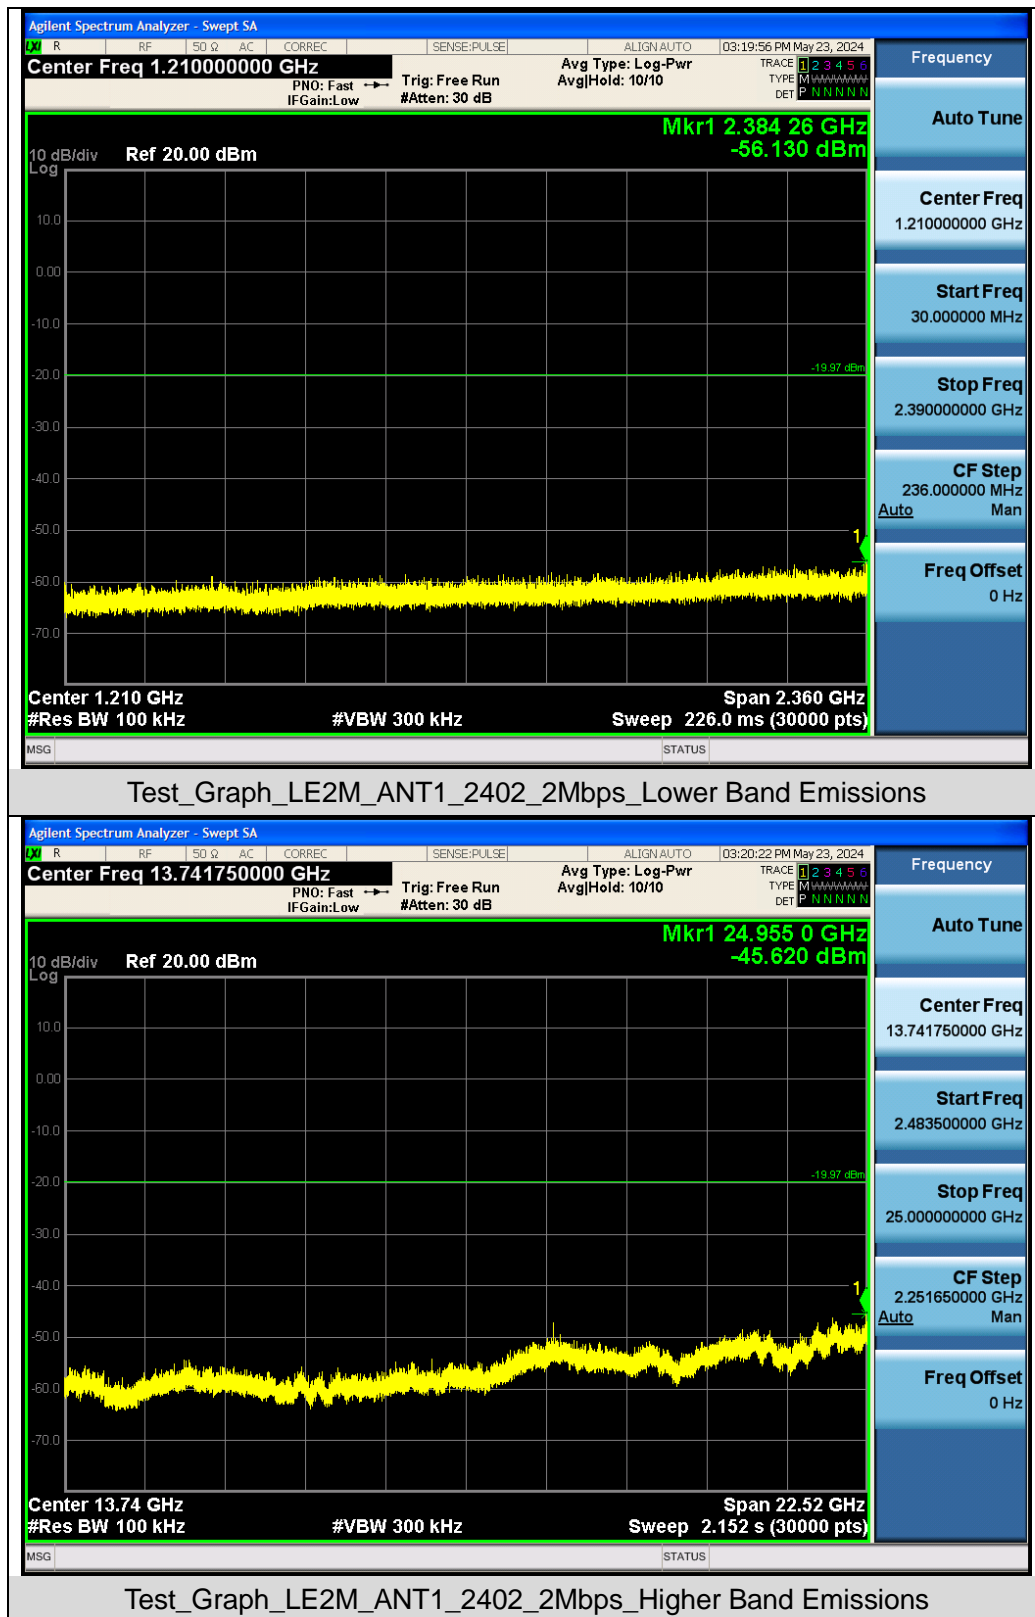 Agilent Spectrum Analyzer - Swept SA
LXI R RF 50 Ω AC CORREC SENSE:PULSE ALIGN AUTO 03:19:56 PM May 23, 2024
Center Freq 1.210000000 GHz
PNO: Fast
IFGain:Low
Trig: Free Run
#Atten: 30 dB
Avg Type: Log-Pwr
Avg|Hold: 10/10
TRACE 1 2 3 4 5 6
TYPE M WWWWW
DET P N N N N N
Frequency
Auto Tune
Mkr1 2.384 26 GHz
-56.130 dBm
10 dB/div Ref 20.00 dBm
Log
10.0
0.00
-10.0
-20.0
-30.0
-40.0
-50.0
-60.0
-70.0
-19.97 dBm
1
Center Freq
1.210000000 GHz
Start Freq
30.000000 MHz
Stop Freq
2.390000000 GHz
CF Step
236.000000 MHz
Auto Man
Freq Offset
0 Hz
Center 1.210 GHz Span 2.360 GHz
#Res BW 100 kHz #VBW 300 kHz Sweep 226.0 ms (30000 pts)
MSG STATUS
Test_Graph_LE2M_ANT1_2402_2Mbps_Lower Band Emissions
Agilent Spectrum Analyzer - Swept SA
LXI R RF 50 Ω AC CORREC SENSE:PULSE ALIGN AUTO 03:20:22 PM May 23, 2024
Center Freq 13.741750000 GHz
PNO: Fast
IFGain:Low
Trig: Free Run
#Atten: 30 dB
Avg Type: Log-Pwr
Avg|Hold: 10/10
TRACE 1 2 3 4 5 6
TYPE M WWWWW
DET P N N N N N
Frequency
Auto Tune
Mkr1 24.955 0 GHz
-45.620 dBm
10 dB/div Ref 20.00 dBm
Log
10.0
0.00
-10.0
-20.0
-30.0
-40.0
-50.0
-60.0
-70.0
-19.97 dBm
1
Center Freq
13.741750000 GHz
Start Freq
2.483500000 GHz
Stop Freq
25.000000000 GHz
CF Step
2.251650000 GHz
Auto Man
Freq Offset
0 Hz
Center 13.74 GHz Span 22.52 GHz
#Res BW 100 kHz #VBW 300 kHz Sweep 2.152 s (30000 pts)
MSG STATUS
Test_Graph_LE2M_ANT1_2402_2Mbps_Higher Band Emissions